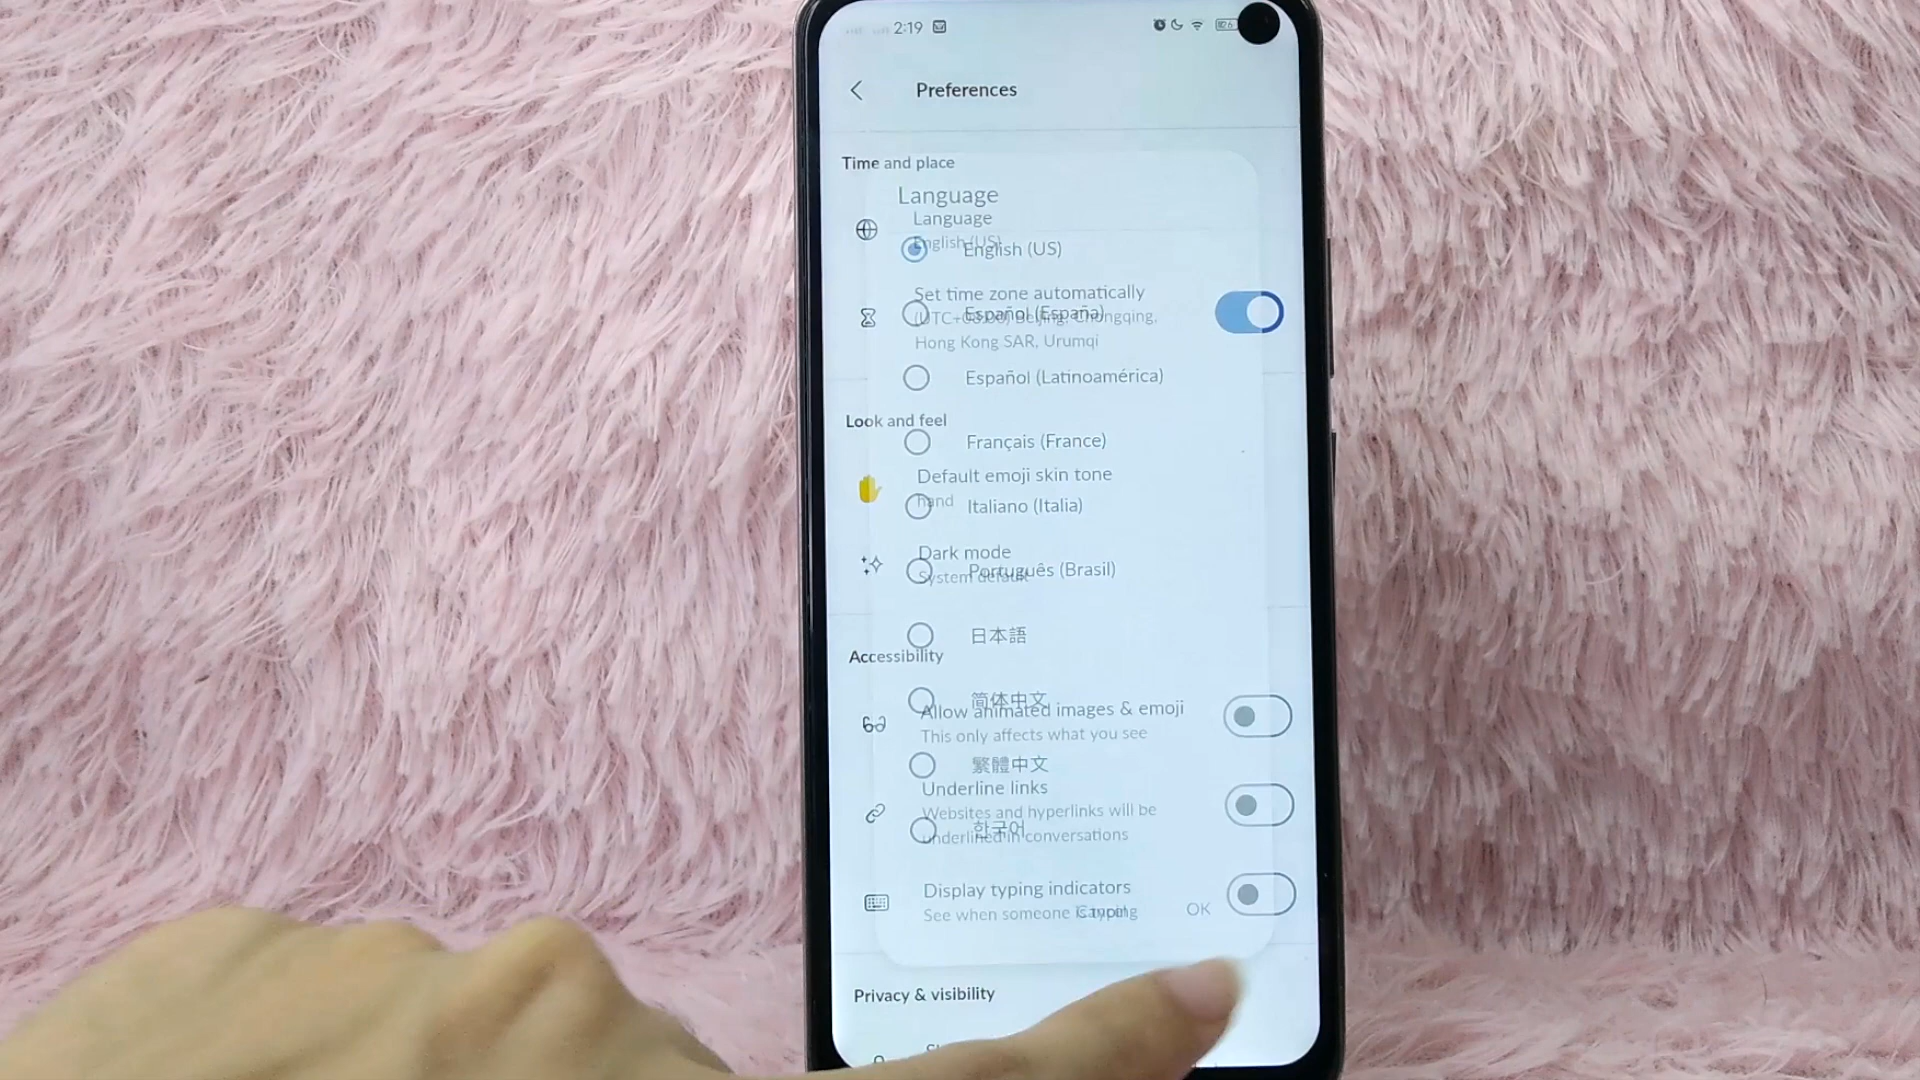 2:19
Preferences
Time and place
Language
Language
English (US)
English (US)
Set time zone automatically
Español (España)
Beijing, Chongqing,
Hong Kong SAR, Urumqi
Español (Latinoamérica)
Look and feel
Français (France)
Default emoji skin tone
hand
Italiano (Italia)
Dark mode
System default
Português (Brasil)
日本語
Accessibility
简体中文
Allow animated images & emoji
This only affects what you see
繁體中文
Underline links
Websites and hyperlinks will be
한국어
underlined in conversations
Display typing indicators
See when someone is typing
Cancel
OK
Privacy & visibility